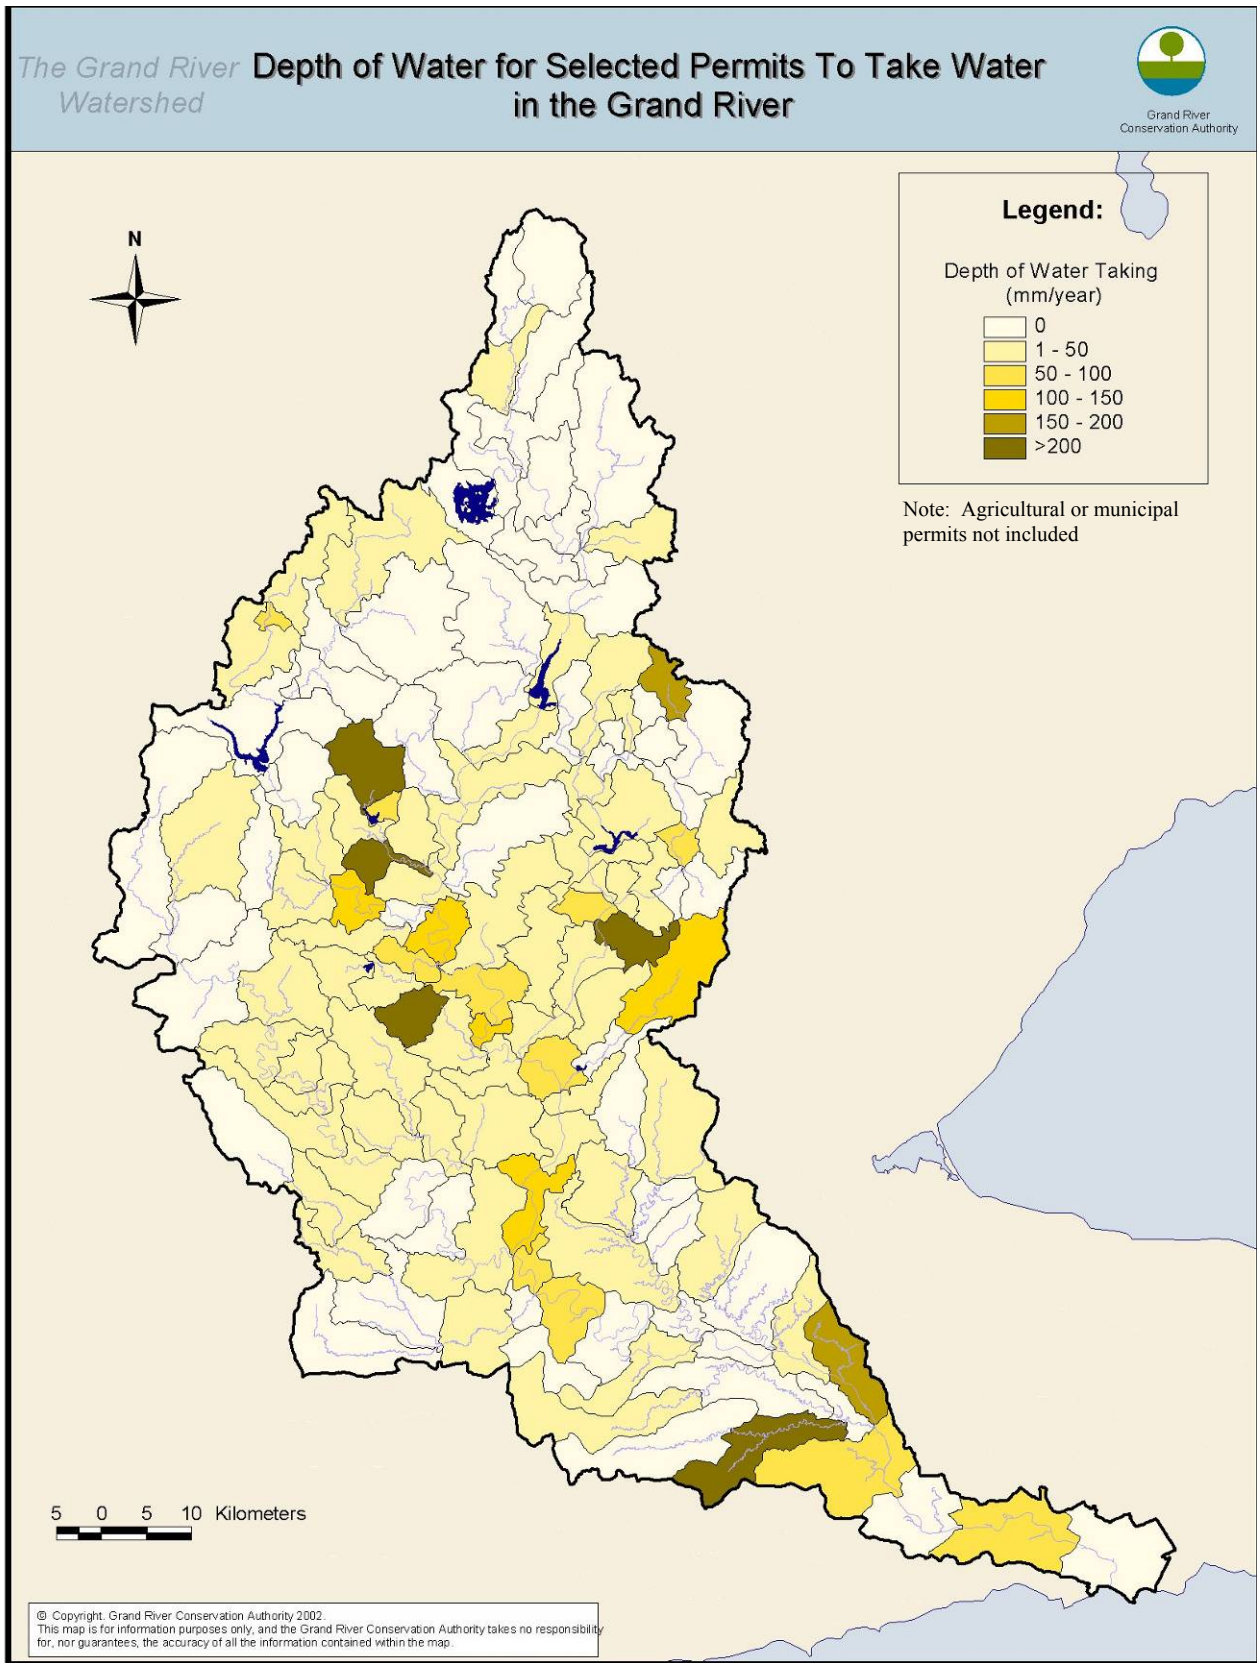 The Grand River
Watershed
Depth of Water for Selected Permits To Take Water
in the Grand River
Grand River
Conservation Authority
N
Legend:
Depth of Water Taking
(mm/year)
0
1 - 50
50 - 100
100 - 150
150 - 200
>200
Note: Agricultural or municipal
permits not included
5 0 5 10 Kilometers
© Copyright. Grand River Conservation Authority 2002.
This map is for information purposes only, and the Grand River Conservation Authority takes no responsibility
for, nor guarantees, the accuracy of all the information contained within the map.